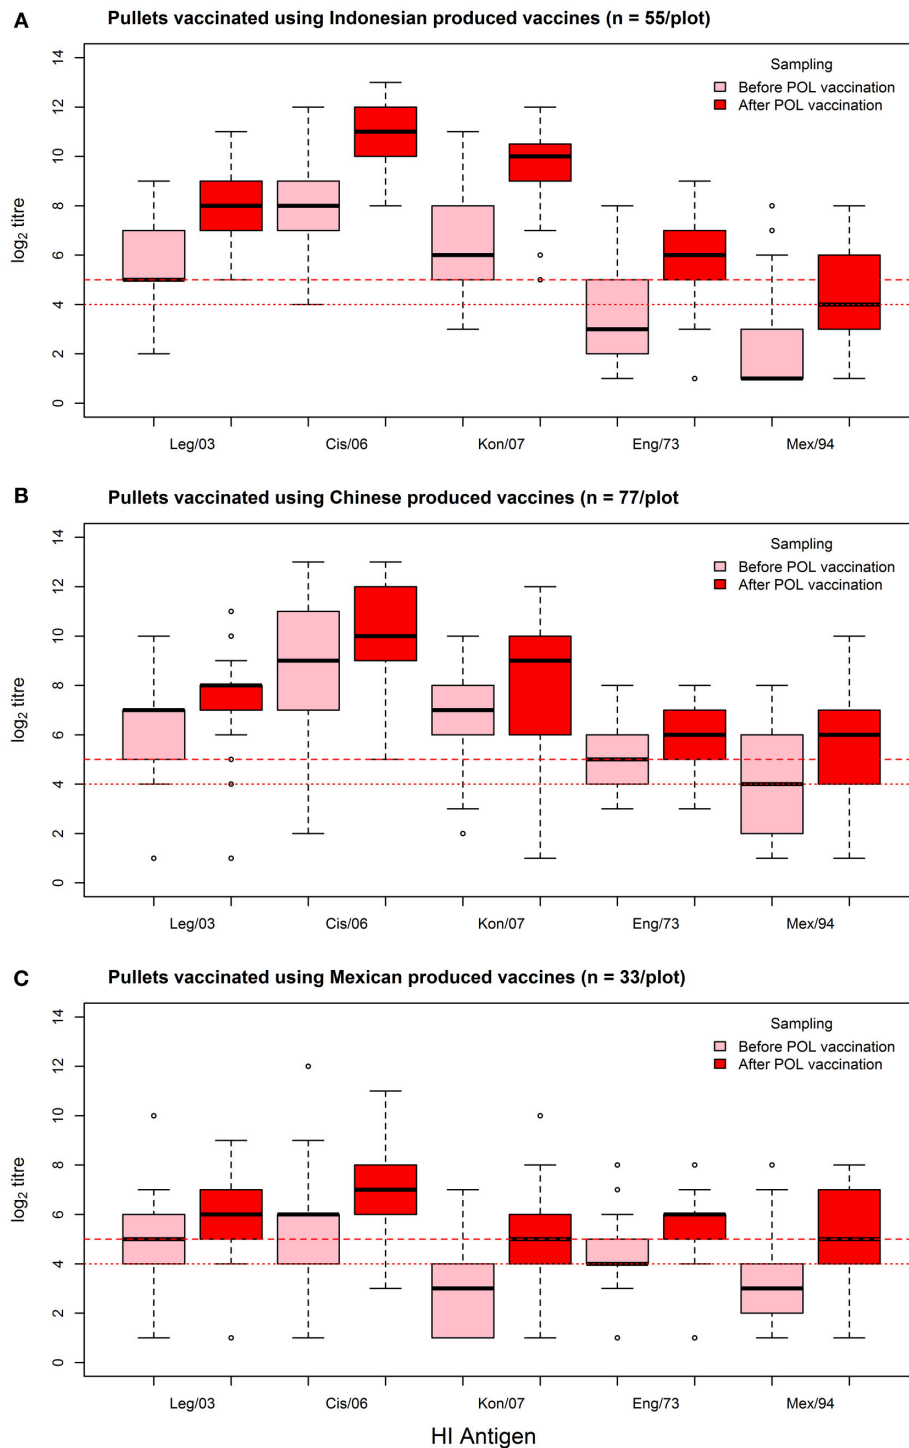 A
Pullets vaccinated using Indonesian produced vaccines (n = 55/plot)
Sampling
Before POL vaccination
After POL vaccination
log2 titre
14
12
10
8
6
4
2
0
Leg/03 Cis/06 Kon/07 Eng/73 Mex/94
B
Pullets vaccinated using Chinese produced vaccines (n = 77/plot
Sampling
Before POL vaccination
After POL vaccination
log2 titre
14
12
10
8
6
4
2
0
Leg/03 Cis/06 Kon/07 Eng/73 Mex/94
C
Pullets vaccinated using Mexican produced vaccines (n = 33/plot)
Sampling
Before POL vaccination
After POL vaccination
log2 titre
14
12
10
8
6
4
2
0
Leg/03 Cis/06 Kon/07 Eng/73 Mex/94
HI Antigen